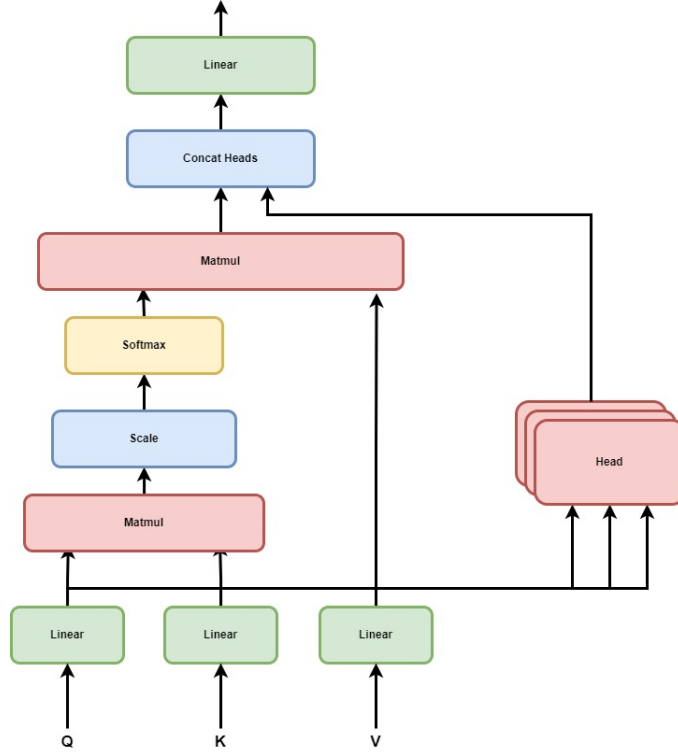 Linear
Concat Heads
Matmul
Softmax
Scale
Head
Matmul
Linear
Linear
Linear
Q
K
V